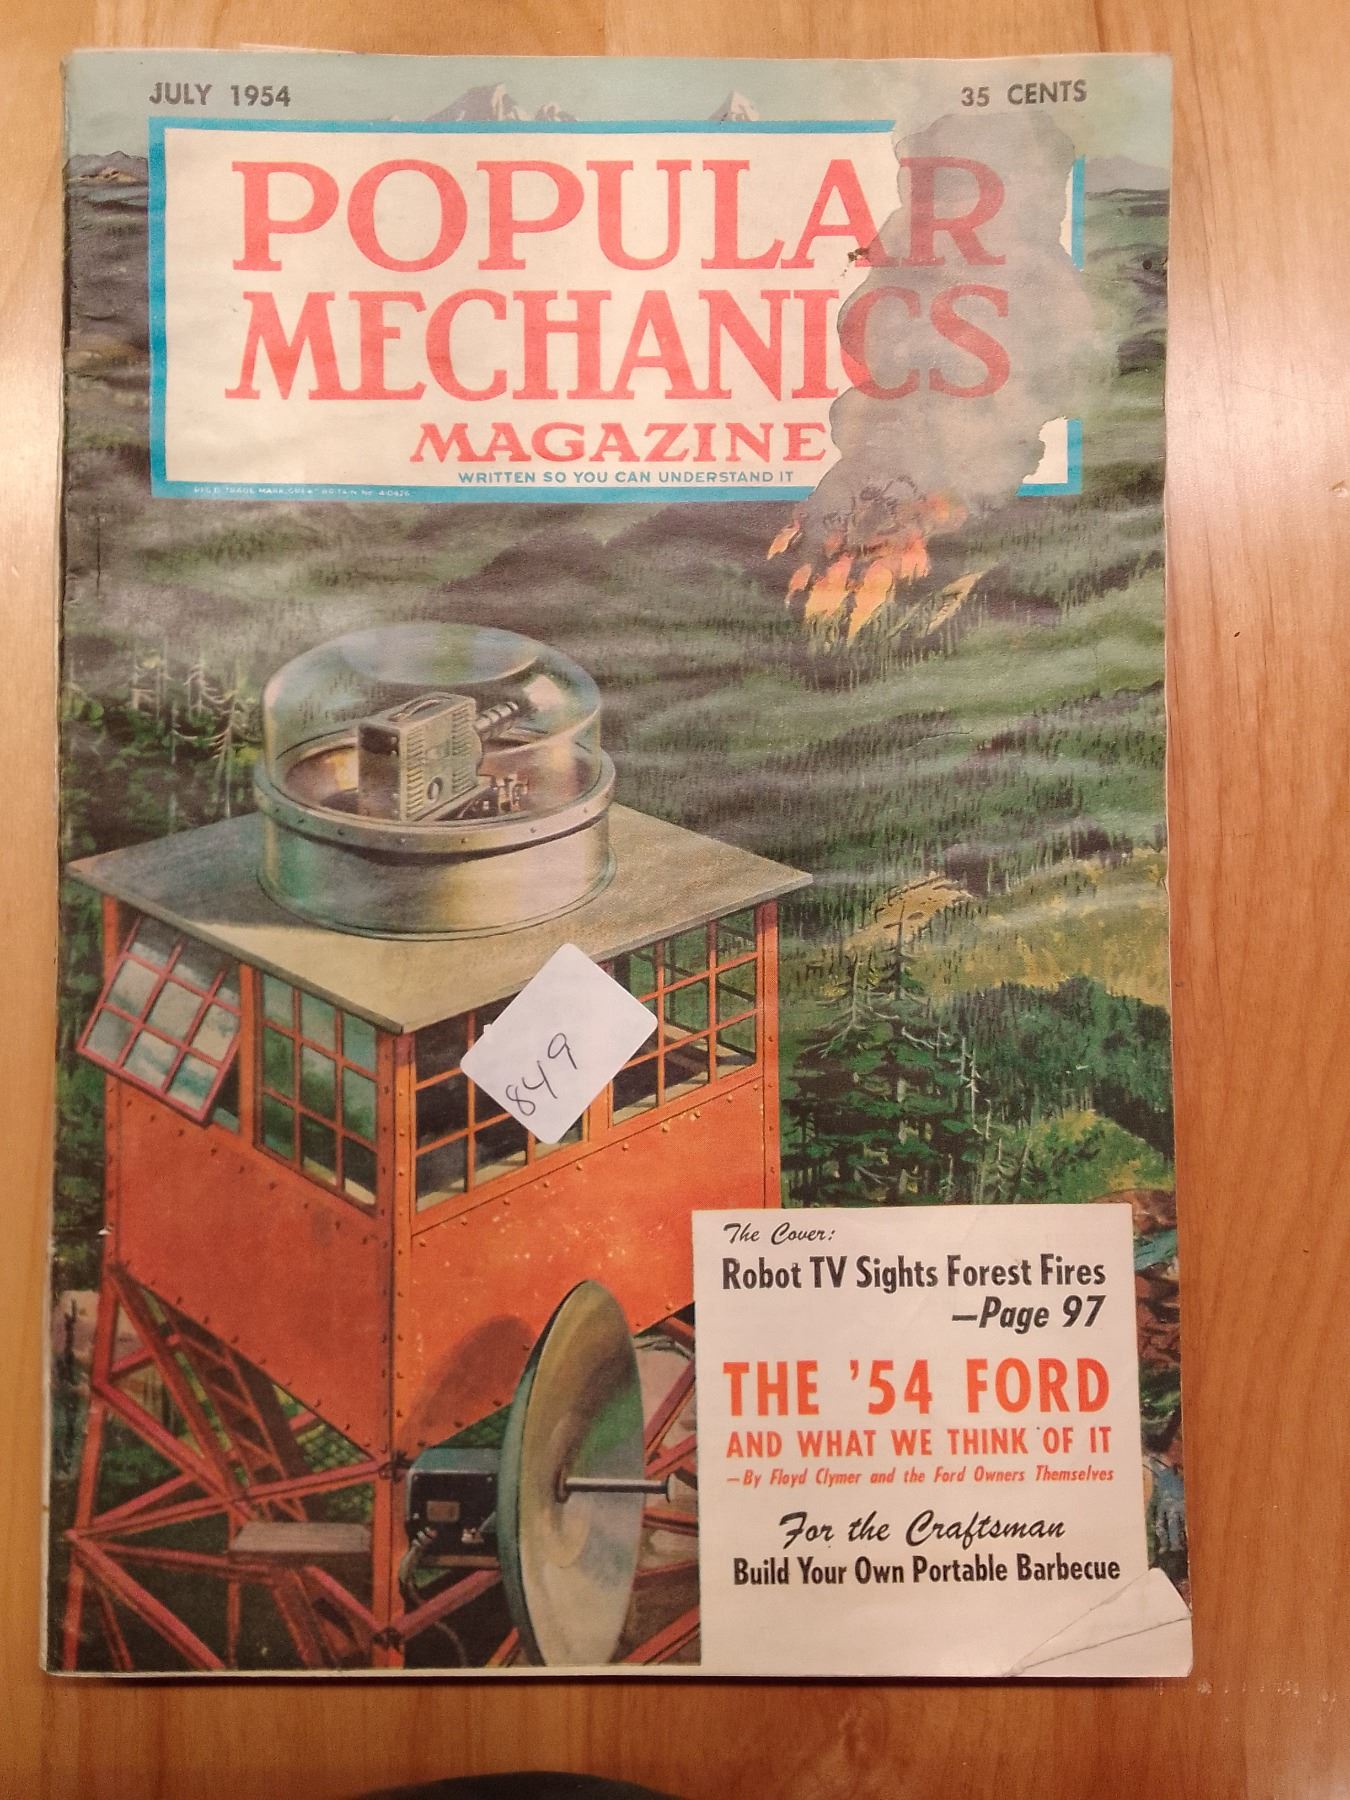 JULY 1954
35 CENTS
POPULAR
MECHANICS
MAGAZINE
WRITTEN SO YOU CAN UNDERSTAND IT
849
The Cover:
Robot TV Sights Forest Fires
—Page 97
THE '54 FORD
AND WHAT WE THINK OF IT
—By Floyd Clymer and the Ford Owners Themselves
For the Craftsman
Build Your Own Portable Barbecue